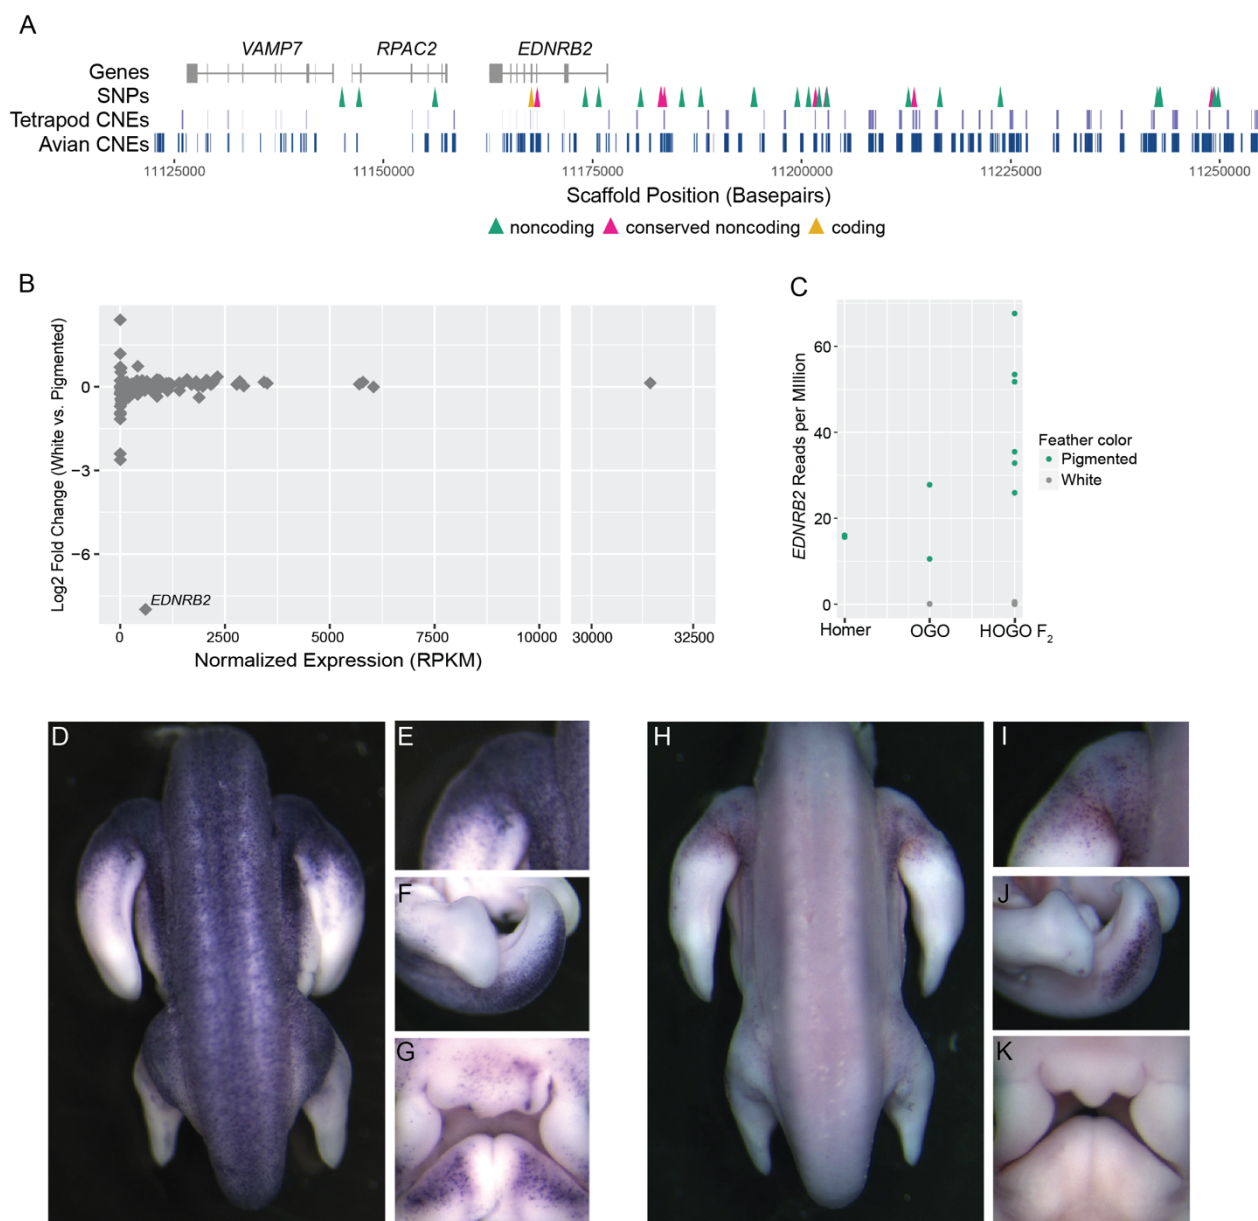 A
VAMP7 RPAC2 EDNRB2
Genes
SNPs
Tetrapod CNEs
Avian CNEs
11125000 11150000 11175000 11200000 11225000 11250000
Scaffold Position (Basepairs)
noncoding conserved noncoding coding
B
Log2 Fold Change (White vs. Pigmented)
0
−3
−6
EDNRB2
0 2500 5000 7500 10000 30000 32500
Normalized Expression (RPKM)
C
EDNRB2 Reads per MIllion
60
40
20
0
Homer OGO HOGO F2
Feather color
Pigmented
White
D
E
F
G
H
I
J
K